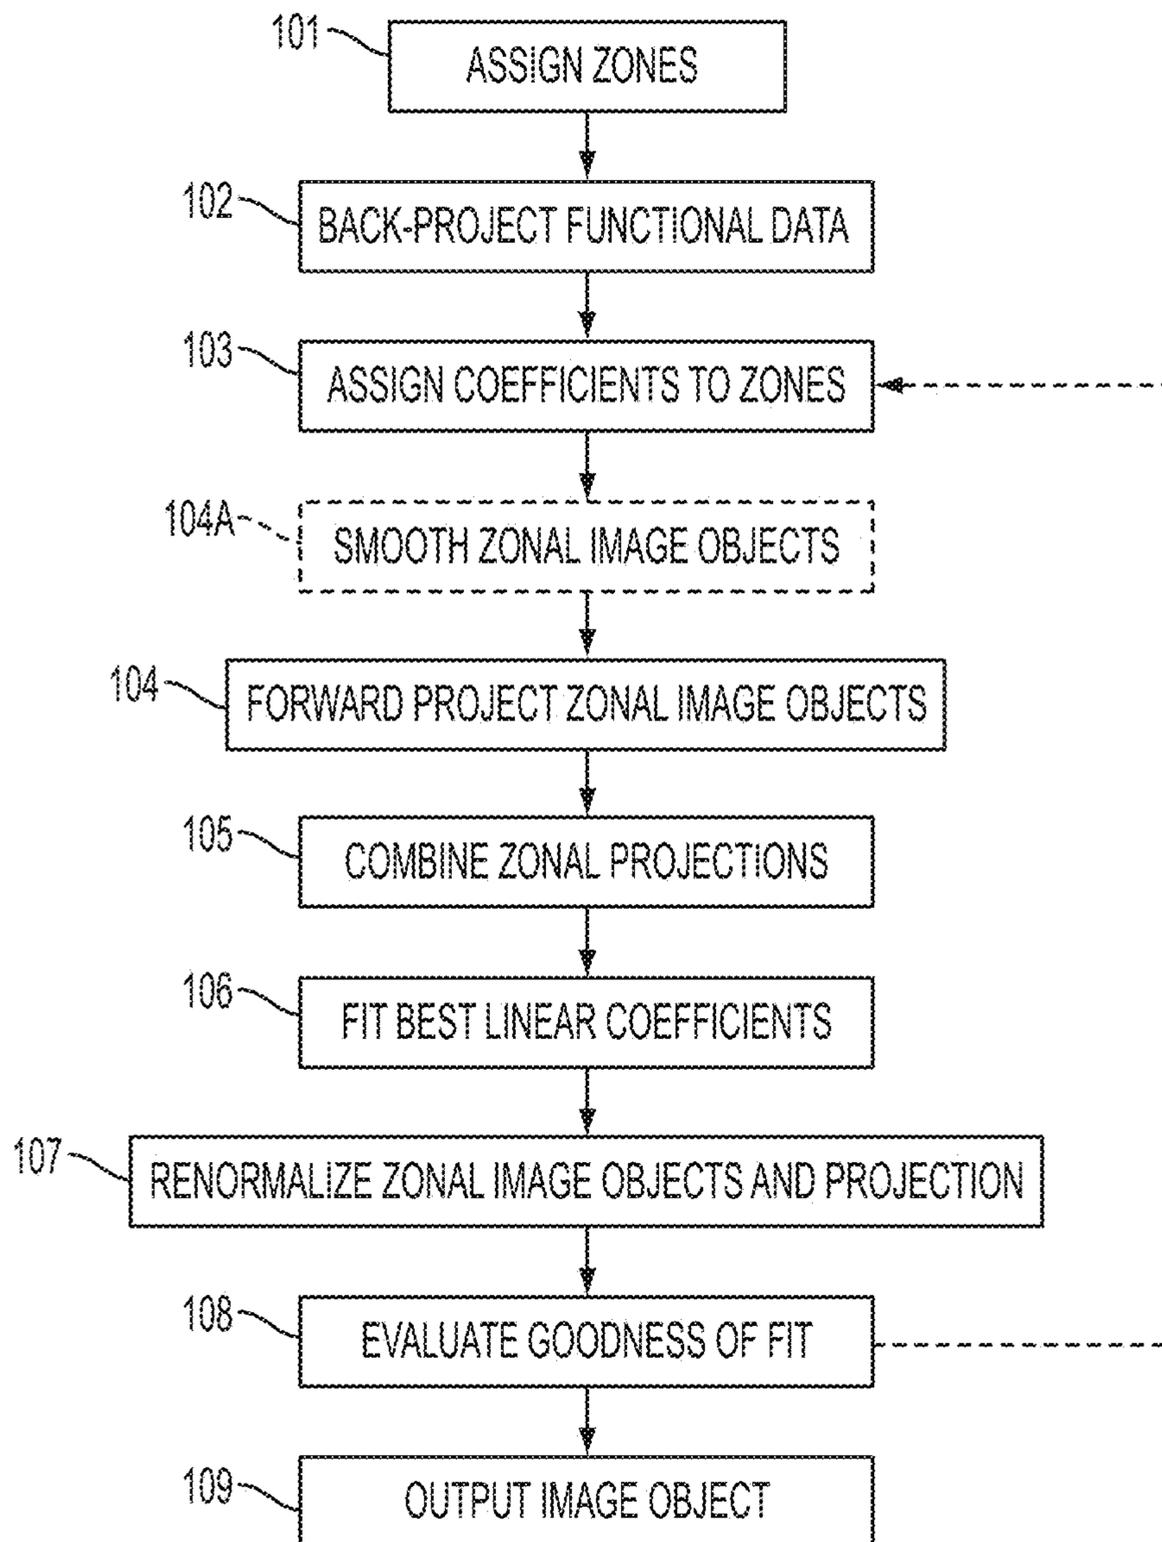 101
ASSIGN ZONES
102
BACK-PROJECT FUNCTIONAL DATA
103
ASSIGN COEFFICIENTS TO ZONES
104A
SMOOTH ZONAL IMAGE OBJECTS
104
FORWARD PROJECT ZONAL IMAGE OBJECTS
105
COMBINE ZONAL PROJECTIONS
106
FIT BEST LINEAR COEFFICIENTS
107
RENORMALIZE ZONAL IMAGE OBJECTS AND PROJECTION
108
EVALUATE GOODNESS OF FIT
109
OUTPUT IMAGE OBJECT